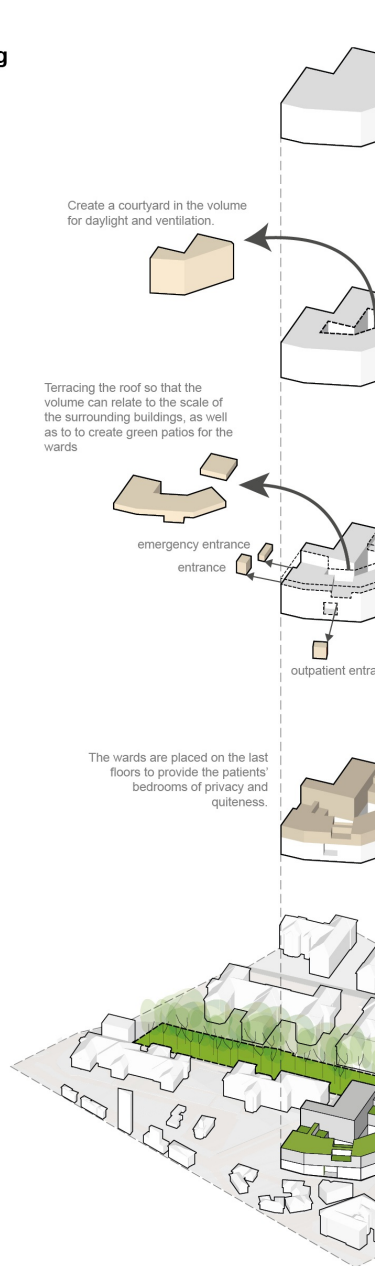 g
Create a courtyard in the volume
for daylight and ventilation.
Terracing the roof so that the
volume can relate to the scale of
the surrounding buildings, as well
as to to create green patios for the
wards
emergency entrance
entrance
outpatient entra
The wards are placed on the last
floors to provide the patients'
bedrooms of privacy and
quiteness.